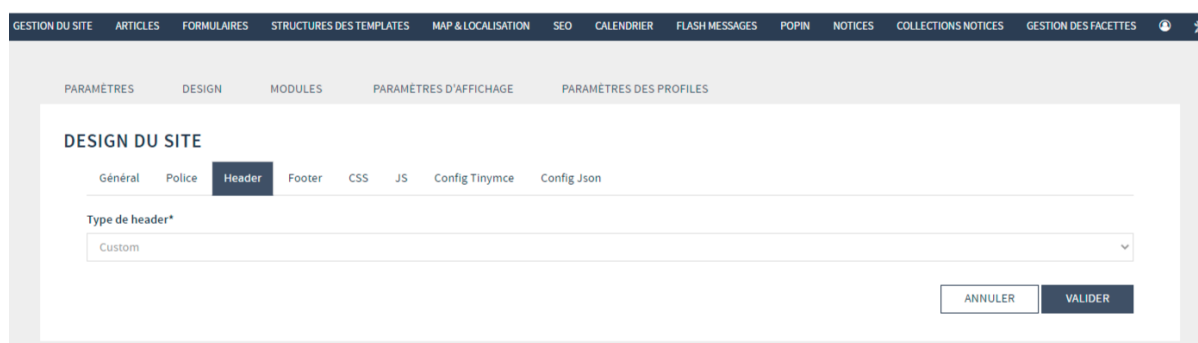 GESTION DU SITE ARTICLES FORMULAIRES STRUCTURES DES TEMPLATES MAP & LOCALISATION SEO CALENDRIER FLASH MESSAGES POPIN NOTICES COLLECTIONS NOTICES GESTION DES FACETTES
PARAMÈTRES DESIGN MODULES PARAMÈTRES D'AFFICHAGE PARAMÈTRES DES PROFILES
DESIGN DU SITE
Général Police Header Footer CSS JS Config Tinymce Config Json
Type de header*
Custom
ANNULER VALIDER